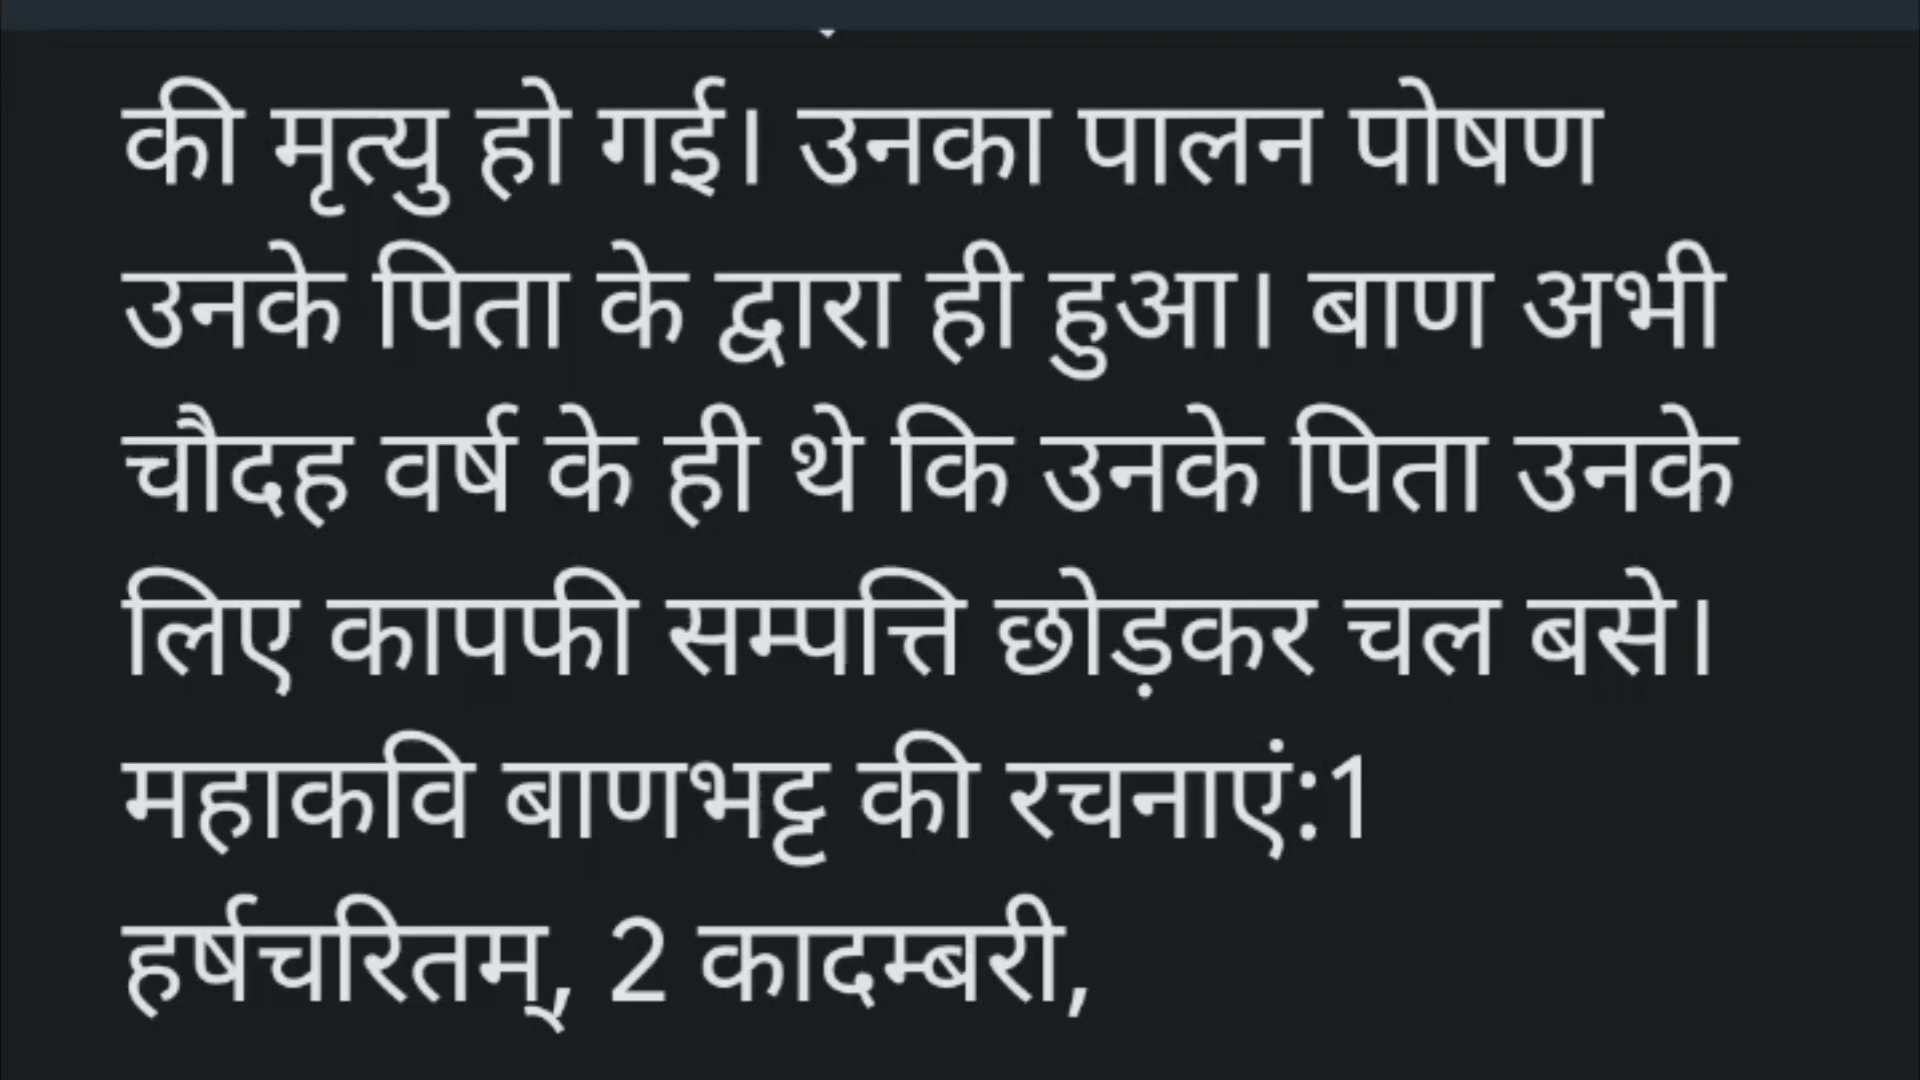 की मृत्यु हो गई। उनका पालन पोषण
उनके पिता के द्वारा ही हुआ। बाण अभी
चौदह वर्ष के ही थे कि उनके पिता उनके
लिए कापफी सम्पत्ति छोड़कर चल बसे।
महाकवि बाणभट्ट की रचनाएं:1
हर्षचरितम्, 2 कादम्बरी,